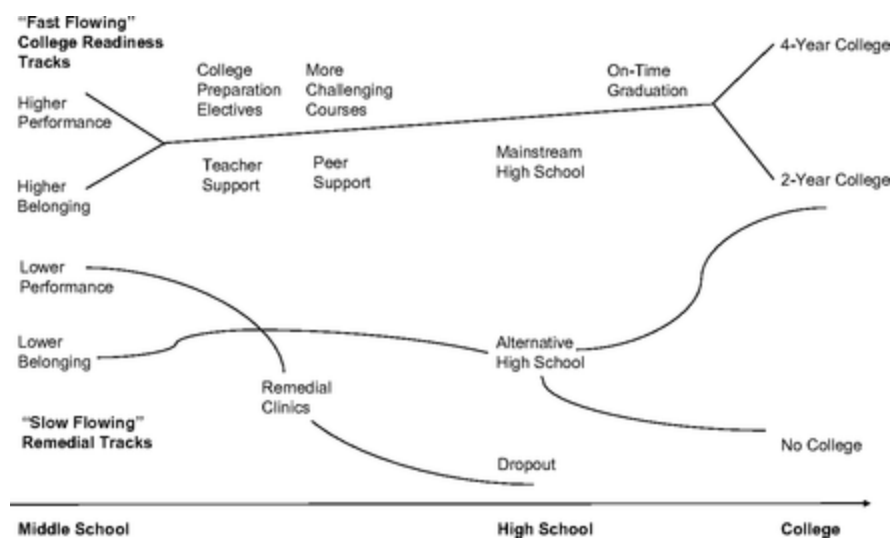 “Fast Flowing”
College Readiness
Tracks
Higher
Performance
Higher
Belonging
College
Preparation
Electives
More
Challenging
Courses
Teacher
Support
Peer
Support
On-Time
Graduation
Mainstream
High School
4-Year College
2-Year College
Lower
Performance
Lower
Belonging
Remedial
Clinics
Alternative
High School
“Slow Flowing”
Remedial Tracks
Dropout
No College
Middle School
High School
College